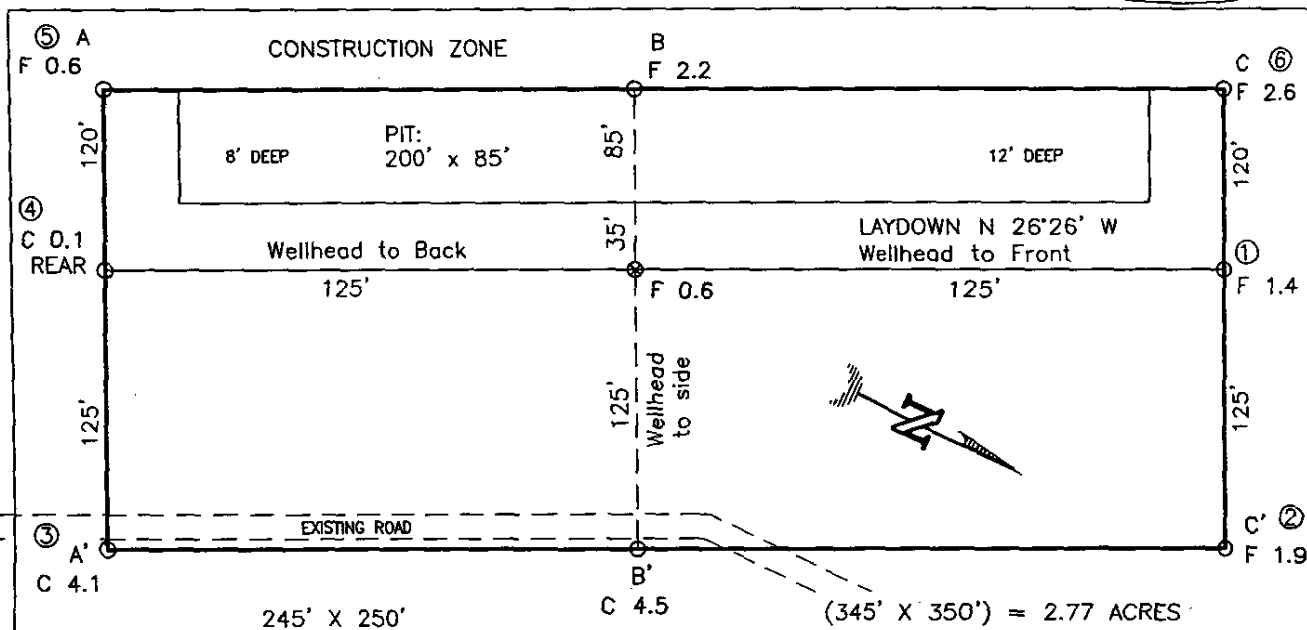 ⑤ A
F 0.6
CONSTRUCTION ZONE
B
F 2.2
C ⑥
F 2.6
120'
8' DEEP
PIT:
200' x 85'
85'
12' DEEP
120'
④
C 0.1
REAR
Wellhead to Back
125'
35'
F 0.6
LAYDOWN N 26°26' W
Wellhead to Front
125'
①
F 1.4
125'
125'
Wellhead
to side
N
125'
③
A'
C 4.1
EXISTING ROAD
B'
C 4.5
C' ②
F 1.9
245' X 250'
(345' X 350') = 2.77 ACRES